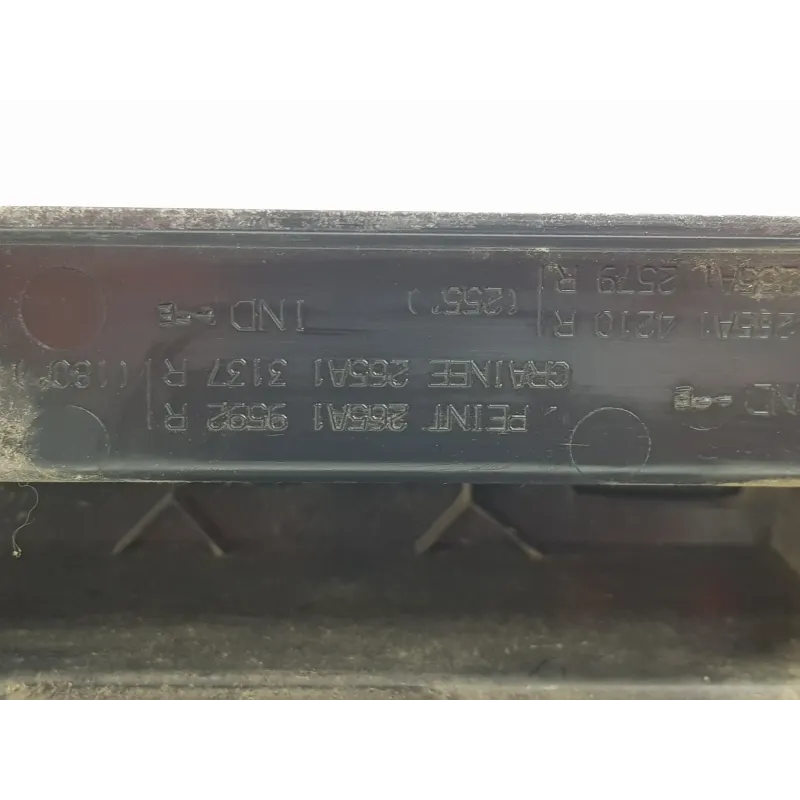 IND
PEINT 265A1 9592 R
GRAINEE 265A1 3137 R
(180°)
265A1 4210 R
265A1 2579 R
(255°)
IND